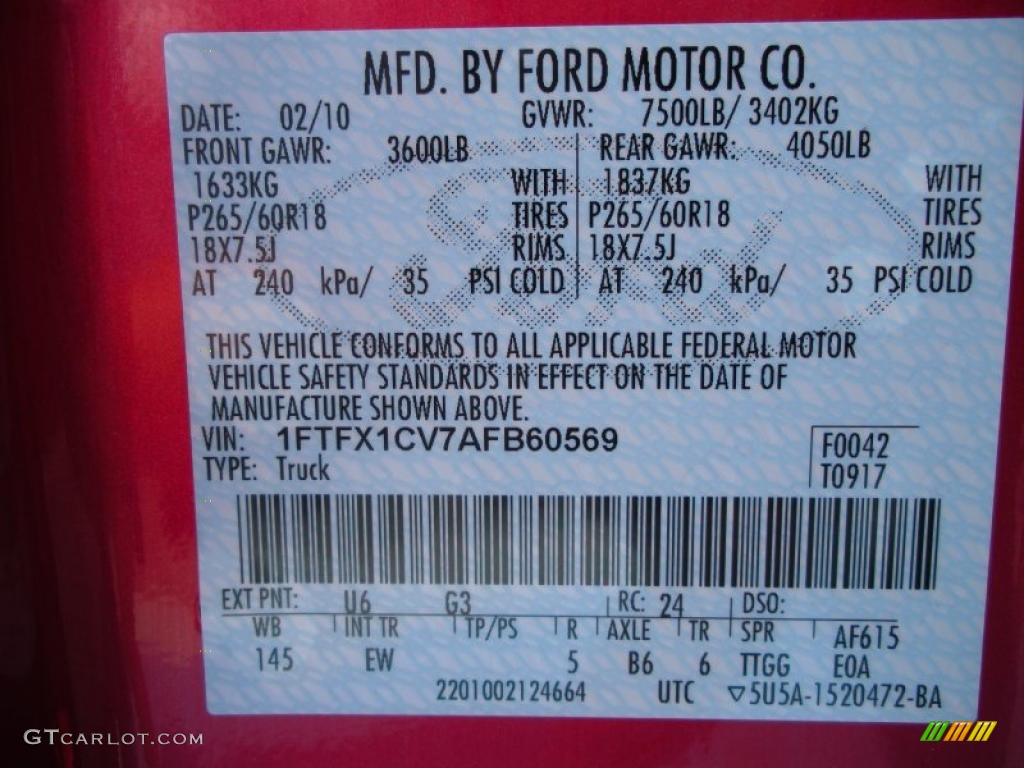 MFD. BY FORD MOTOR CO.
DATE: 02/10 GVWR: 7500LB/ 3402KG
FRONT GAWR: 3600LB REAR GAWR: 4050LB
1633KG WITH 1837KG WITH
P265/60R18 TIRES P265/60R18 TIRES
18X7.5J RIMS 18X7.5J RIMS
AT 240 kPa/ 35 PSI COLD AT 240 kPa/ 35 PSI COLD
THIS VEHICLE CONFORMS TO ALL APPLICABLE FEDERAL MOTOR
VEHICLE SAFETY STANDARDS IN EFFECT ON THE DATE OF
MANUFACTURE SHOWN ABOVE.
VIN: 1FTFX1CV7AFB60569 F0042
TYPE: Truck T0917
EXT PNT: U6 G3 RC: 24 DSO:
WB INT TR TP/PS R AXLE TR SPR AF615
145 EW 5 B6 6 TTGG E0A
2201002124664 UTC ▽5U5A-1520472-BA
GTCARLOT.COM